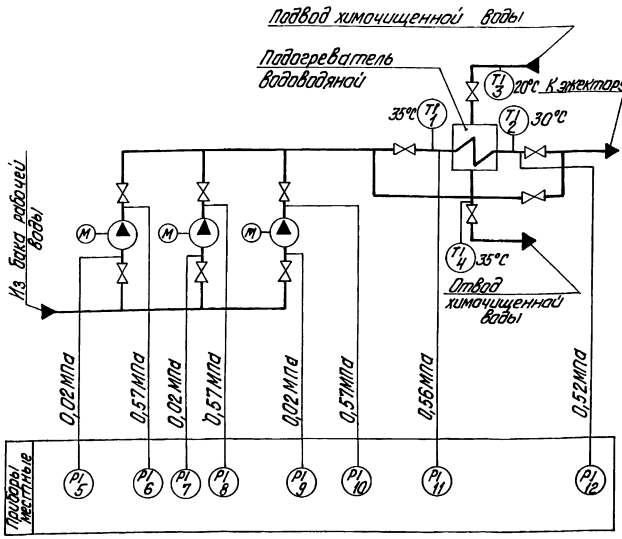 Подвод химочищенной воды
Подогреватель
водоводяной
TI
3
20°C
К эжектору
35°C
TI
1
TI
2
30°C
Из бака рабочей
воды
M
M
M
TI
4
35°C
Отвод
химочищенной
воды
0,02 МПа
0,57 МПа
0,02 МПа
0,57 МПа
0,02 МПа
0,57 МПа
0,56 МПа
0,52 МПа
Приборы
местные
PI
5
PI
6
PI
7
PI
8
PI
9
PI
10
PI
11
PI
12